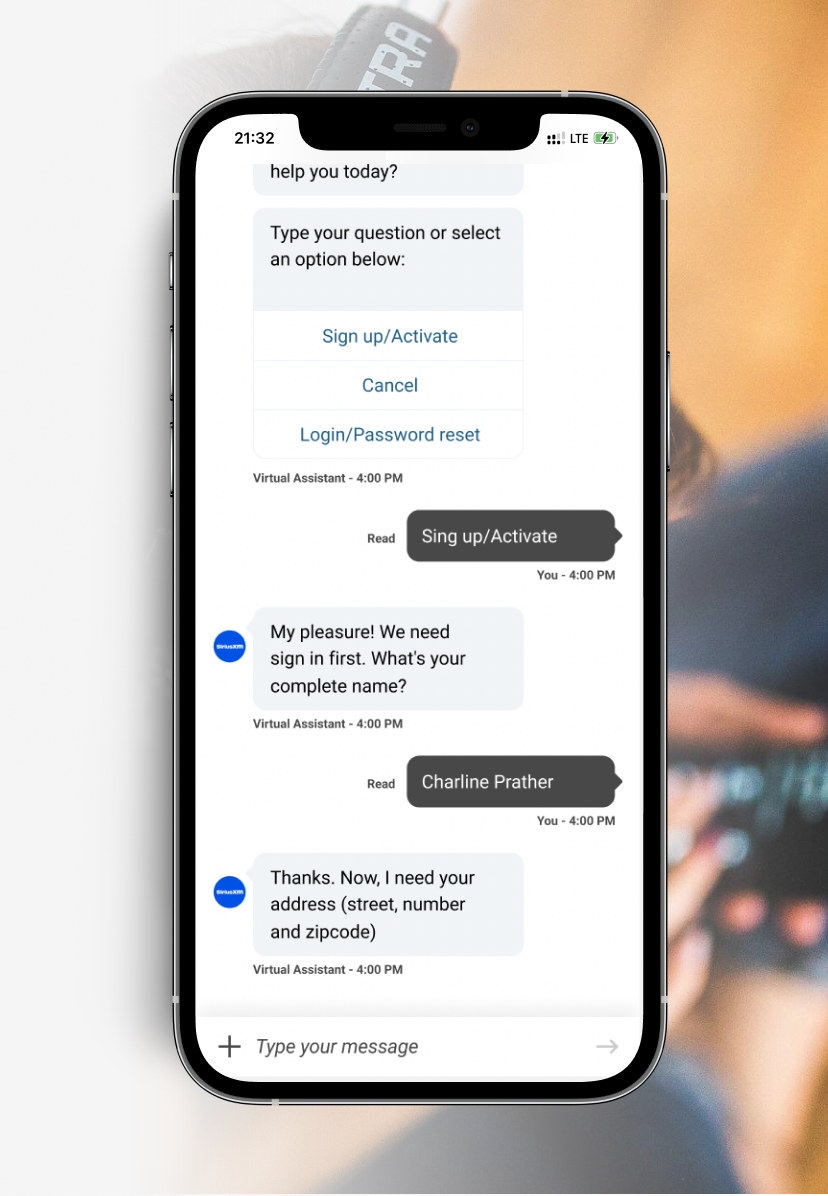 TRA
21:32
LTE
help you today?
Type your question or select
an option below:
Sign up/Activate
Cancel
Login/Password reset
Virtual Assistant - 4:00 PM
Read
Sing up/Activate
You - 4:00 PM
SiriusXM
My pleasure! We need
sign in first. What's your
complete name?
Virtual Assistant - 4:00 PM
Read
Charline Prather
You - 4:00 PM
SiriusXM
Thanks. Now, I need your
address (street, number
and zipcode)
Virtual Assistant - 4:00 PM
Type your message